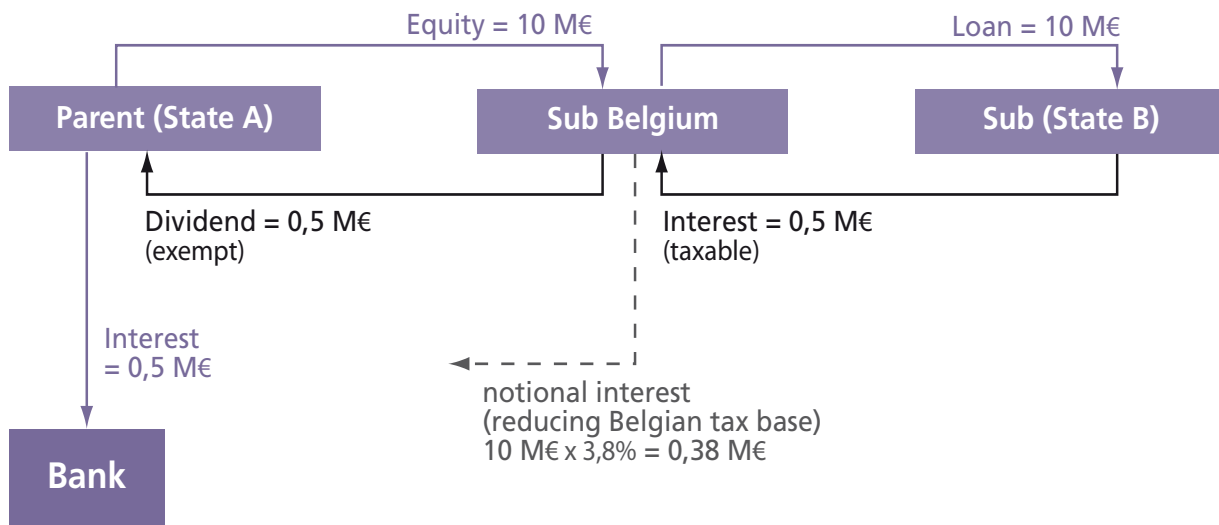 Equity = 10 M€
Loan = 10 M€
Parent (State A)
Sub Belgium
Sub (State B)
Dividend = 0,5 M€
(exempt)
Interest = 0,5 M€
(taxable)
Interest
= 0,5 M€
notional interest
(reducing Belgian tax base)
10 M€ x 3,8% = 0,38 M€
Bank